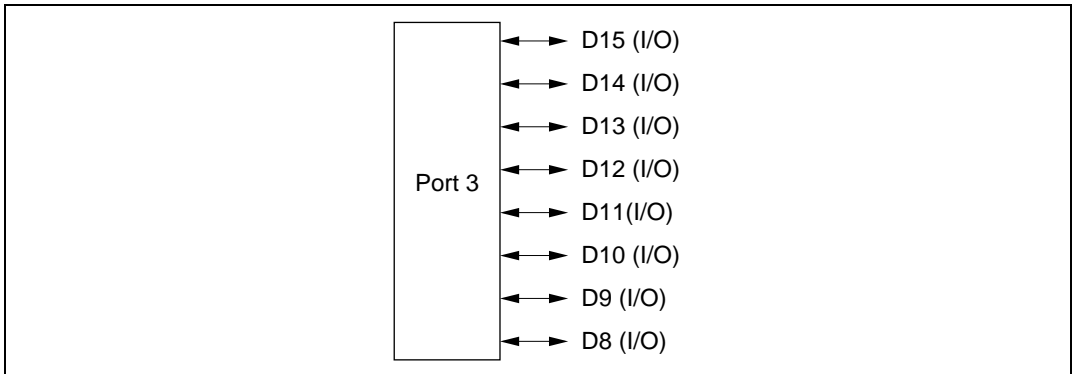 D15 (I/O)
D14 (I/O)
D13 (I/O)
D12 (I/O)
Port 3
D11(I/O)
D10 (I/O)
D9 (I/O)
D8 (I/O)